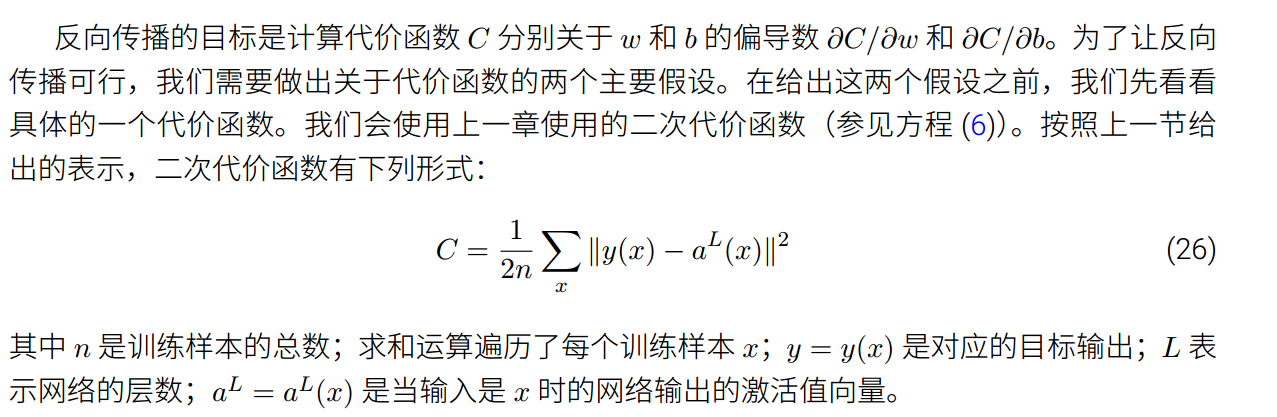 反向传播的目标是计算代价函数 C 分别关于 w 和 b 的偏导数 ∂C/∂w 和 ∂C/∂b。为了让反向
传播可行，我们需要做出关于代价函数的两个主要假设。在给出这两个假设之前，我们先看看
具体的一个代价函数。我们会使用上一章使用的二次代价函数（参见方程 (6)）。按照上一节给
出的表示，二次代价函数有下列形式：
C = \frac{1}{2n} \sum_x \|y(x) − a^L(x)\|^2 (26)
其中 n 是训练样本的总数；求和运算遍历了每个训练样本 x；y = y(x) 是对应的目标输出；L 表
示网络的层数；a^L = a^L(x) 是当输入是 x 时的网络输出的激活值向量。